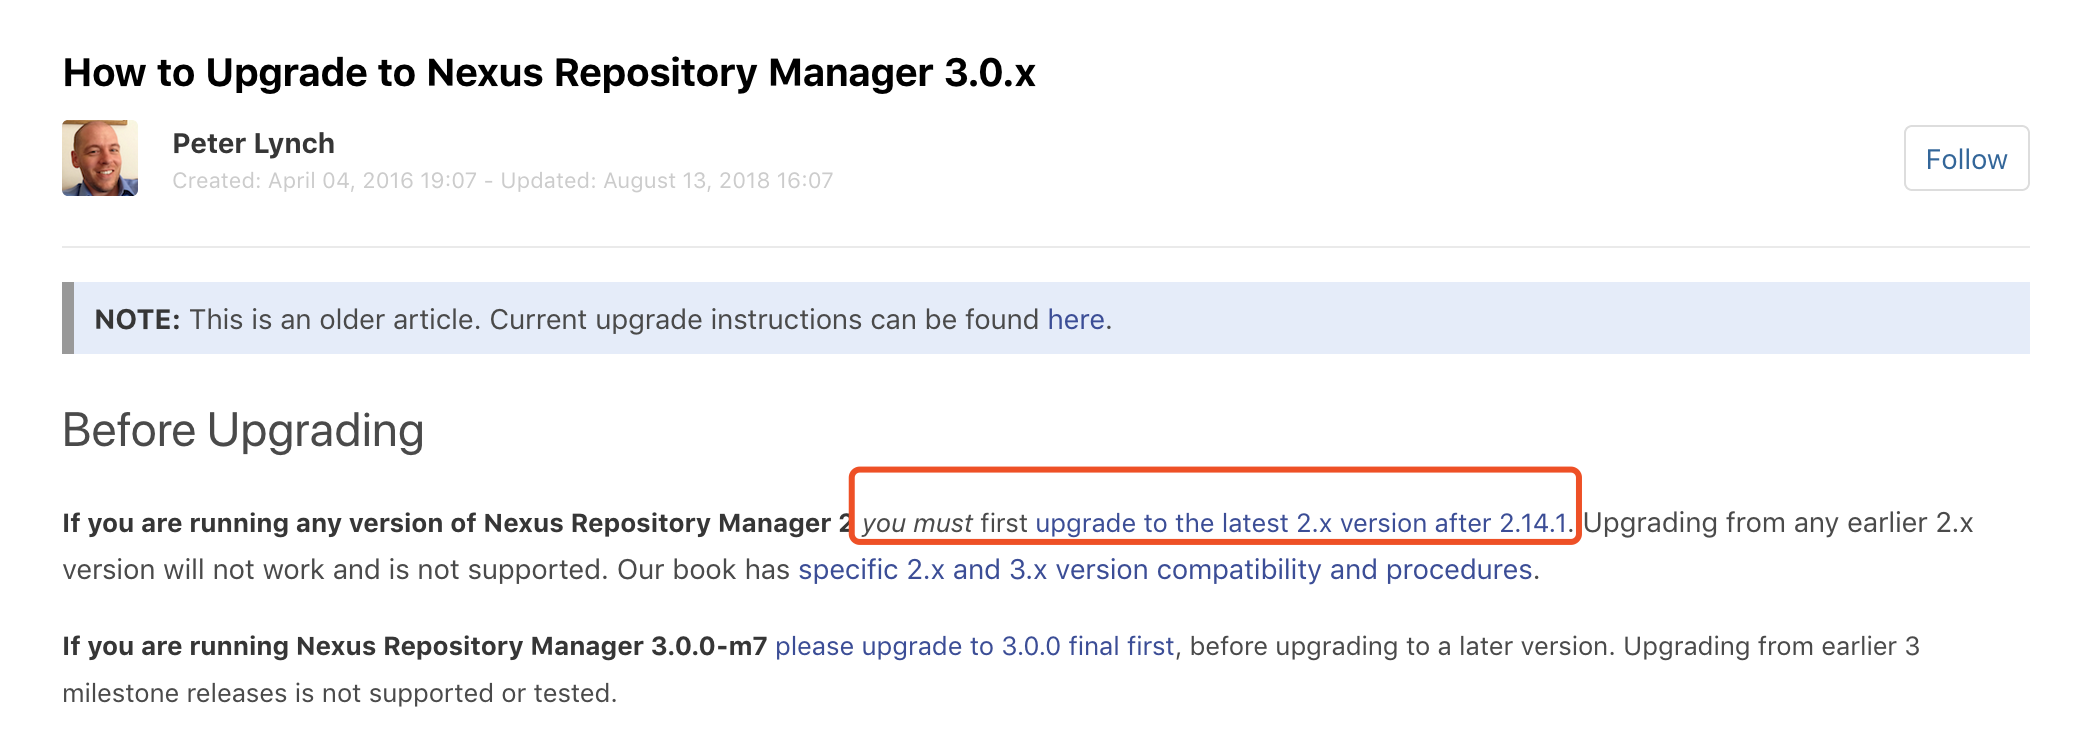 How to Upgrade to Nexus Repository Manager 3.0.x
Peter Lynch
Created: April 04, 2016 19:07 - Updated: August 13, 2018 16:07
Follow
NOTE: This is an older article. Current upgrade instructions can be found here.
Before Upgrading
If you are running any version of Nexus Repository Manager 2 you must first upgrade to the latest 2.x version after 2.14.1. Upgrading from any earlier 2.x
version will not work and is not supported. Our book has specific 2.x and 3.x version compatibility and procedures.
If you are running Nexus Repository Manager 3.0.0-m7 please upgrade to 3.0.0 final first, before upgrading to a later version. Upgrading from earlier 3
milestone releases is not supported or tested.